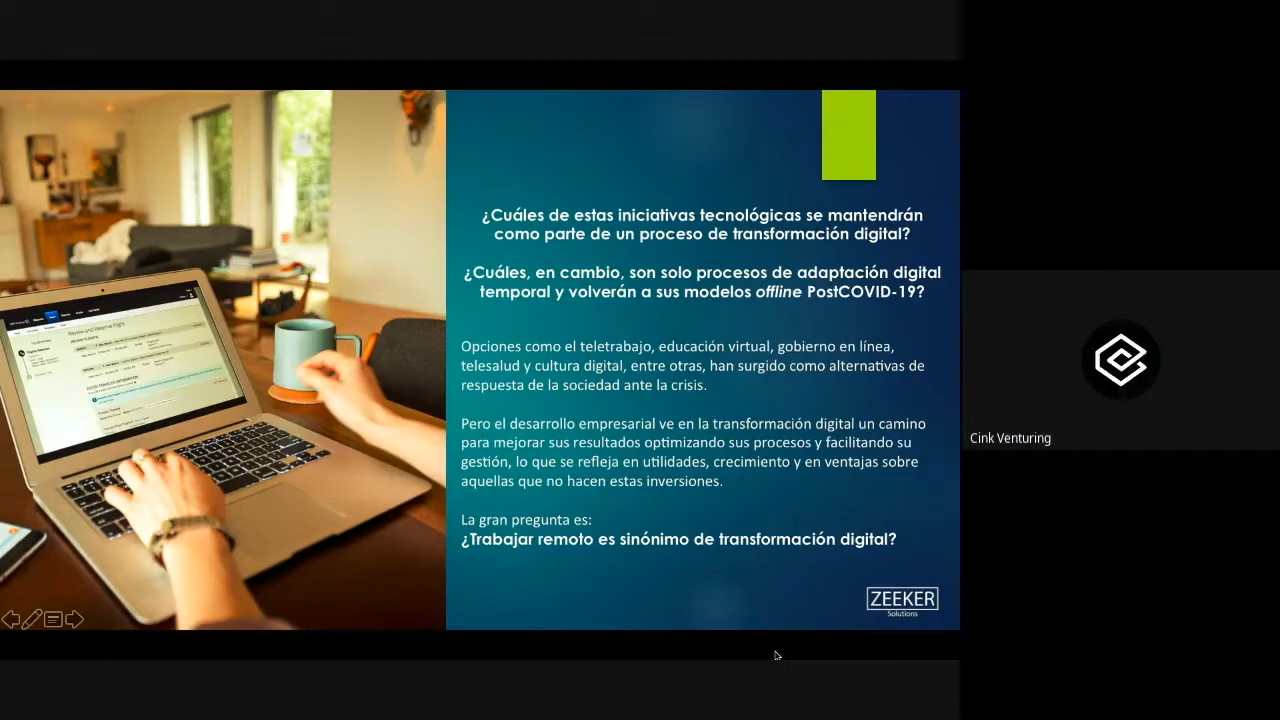 ¿Cuáles de estas iniciativas tecnológicas se mantendrán
como parte de un proceso de transformación digital?
¿Cuáles, en cambio, son solo procesos de adaptación digital
temporal y volverán a sus modelos offline PostCOVID-19?
Opciones como el teletrabajo, educación virtual, gobierno en línea,
telesalud y cultura digital, entre otras, han surgido como alternativas de
respuesta de la sociedad ante la crisis.
Pero el desarrollo empresarial ve en la transformación digital un camino
para mejorar sus resultados optimizando sus procesos y facilitando su
gestión, lo que se refleja en utilidades, crecimiento y en ventajas sobre
aquellas que no hacen estas inversiones.
La gran pregunta es:
¿Trabajar remoto es sinónimo de transformación digital?
ZEEKER
Solutions
Cink Venturing
Review and Reserve Flight